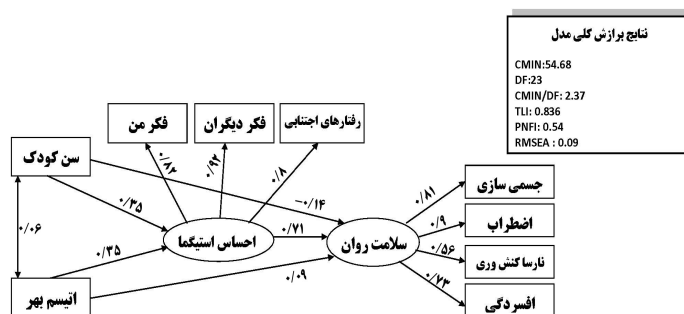 نتایج برازش کلی مدل
CMIN:54.68
DF:23
CMIN/DF: 2.37
TLI: 0.836
PNFI: 0.54
RMSEA : 0.09
رفتارهای اجتنابی
فکر دیگران
فکر من
سن کودک
۰/۸۲
۰/۹۲
۰/۸
جسمی سازی
۰/۸۱
-۰/۱۴
۰/۳۵
اضطراب
۰/۹
۰/۰۶
احساس استیگما
۰/۷۱
سلامت روان
۰/۵۶
نارسا کنش وری
۰/۳۵
۰/۰۹
۰/۷۳
اتیسم بهر
افسردگی